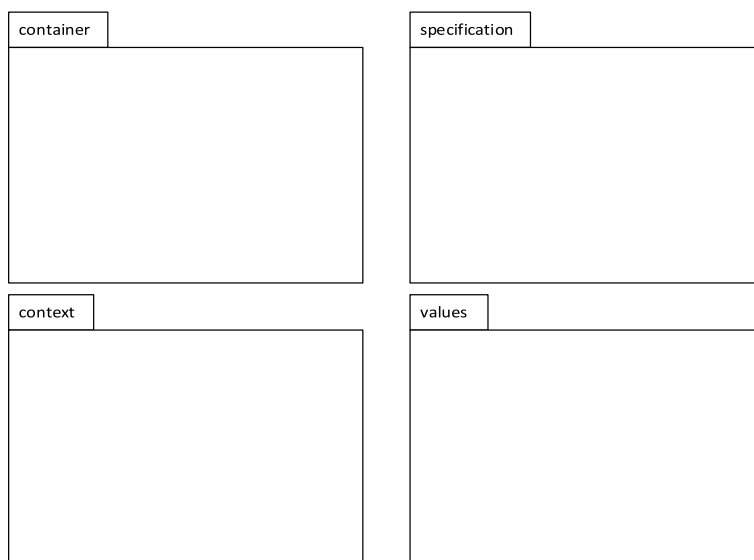 container
specification
context
values